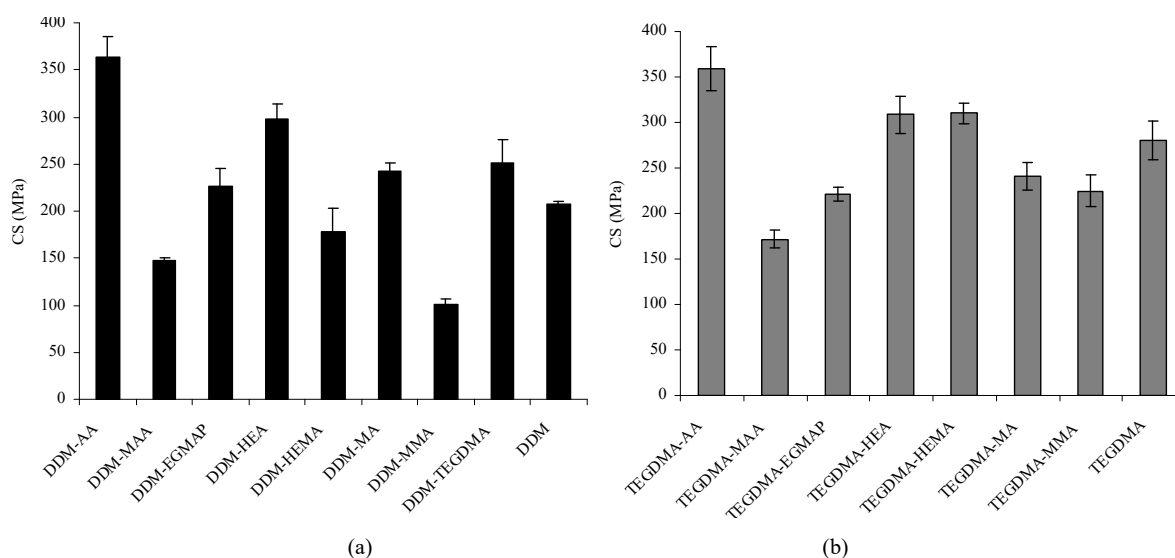 400
350
300
250
200
150
100
50
0
CS (MPa)
DDM-AA
DDM-MAA
DDM-EGMAP
DDM-HEA
DDM-HEMA
DDM-MA
DDM-MMA
DDM-TEGDMA
DDM
(a)
400
350
300
250
200
150
100
50
0
CS (MPa)
TEGDMA-AA
TEGDMA-MAA
TEGDMA-EGMAP
TEGDMA-HEA
TEGDMA-HEMA
TEGDMA-MA
TEGDMA-MMA
TEGDMA
(b)